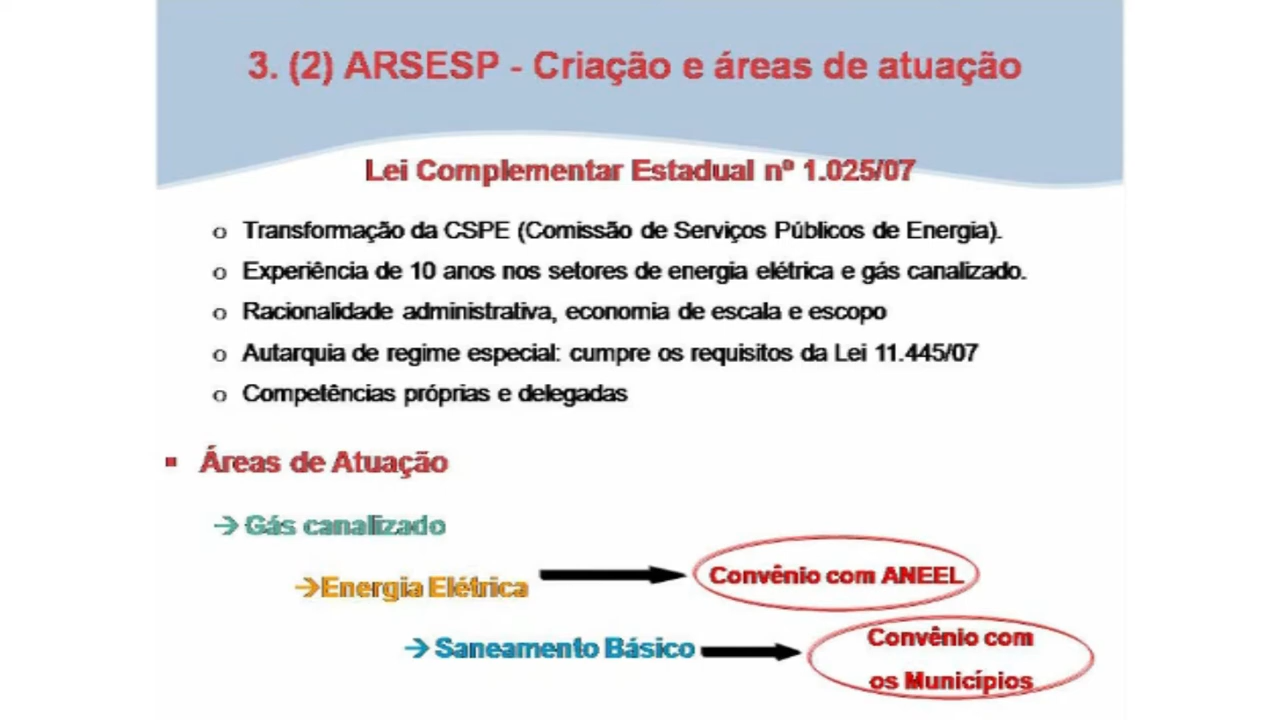 3. (2) ARSESP - Criação e áreas de atuação
Lei Complementar Estadual nº 1.025/07
o Transformação da CSPE (Comissão de Serviços Públicos de Energia).
o Experiência de 10 anos nos setores de energia elétrica e gás canalizado.
o Racionalidade administrativa, economia de escala e escopo
o Autarquia de regime especial: cumpre os requisitos da Lei 11.445/07
o Competências próprias e delegadas
▪ Áreas de Atuação
→ Gás canalizado
→Energia Elétrica
Convênio com ANEEL
→ Saneamento Básico
Convênio com
os Municípios